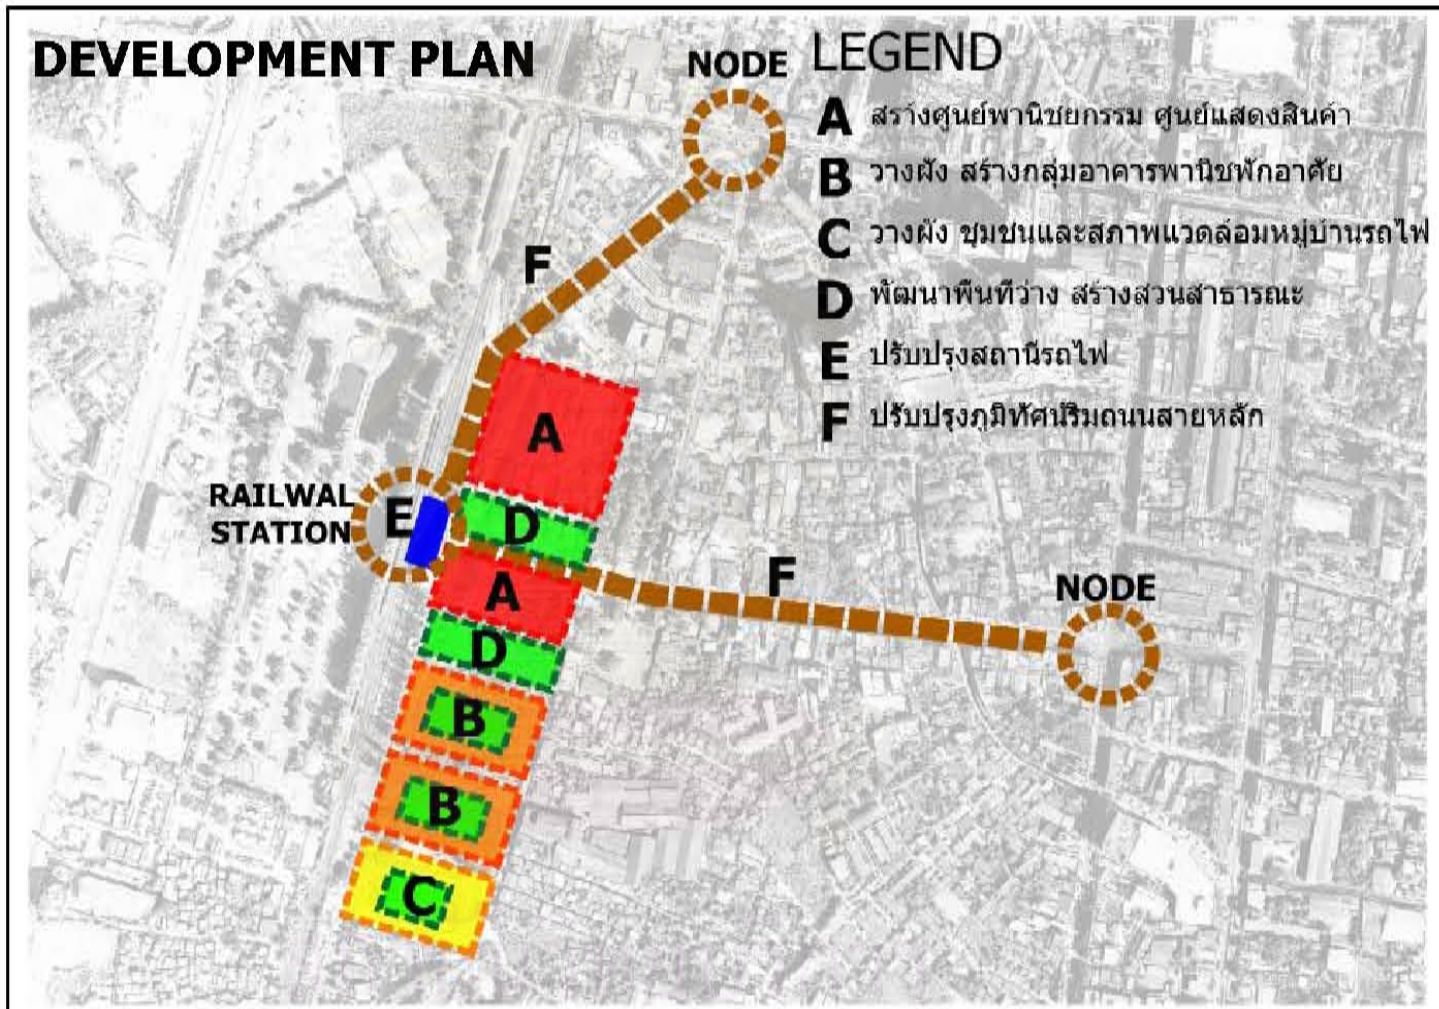 DEVELOPMENT PLAN
NODE
LEGEND
A สร้างศูนย์พานิชยกรรม ศูนย์แสดงสินค้า
B วางผัง สร้างกลุ่มอาคารพานิชพักอาศัย
C วางผัง ชุมชนและสภาพแวดล้อมหมู่บ้านรถไฟ
D พัฒนาพื้นที่ว่าง สร้างสวนสาธารณะ
E ปรับปรุงสถานีรถไฟ
F ปรับปรุงภูมิทัศน์ริมถนนสายหลัก
F
A
RAILWAL
STATION
E
D
F
NODE
A
D
B
B
C